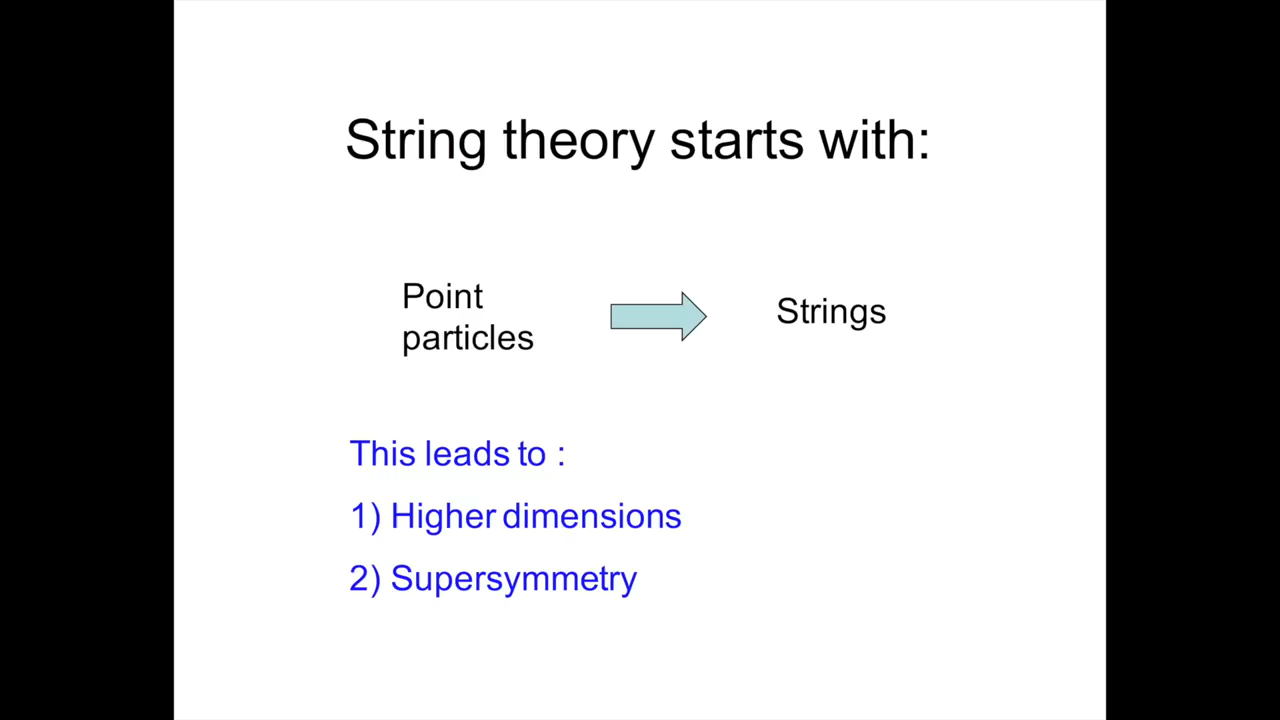 String theory starts with:
Point
particles
Strings
This leads to :
1) Higher dimensions
2) Supersymmetry